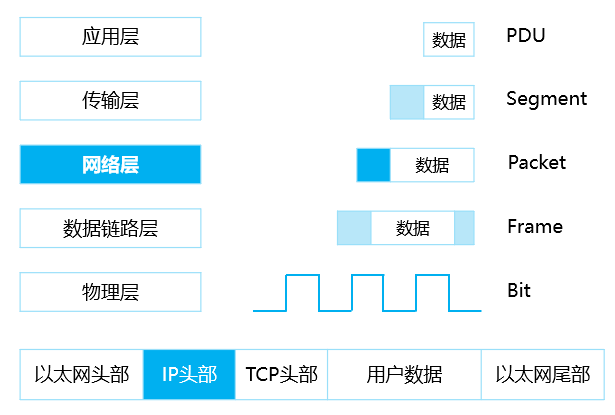 应用层 数据 PDU
传输层 数据 Segment
网络层 数据 Packet
数据链路层 数据 Frame
物理层 Bit
以太网头部 IP头部 TCP头部 用户数据 以太网尾部